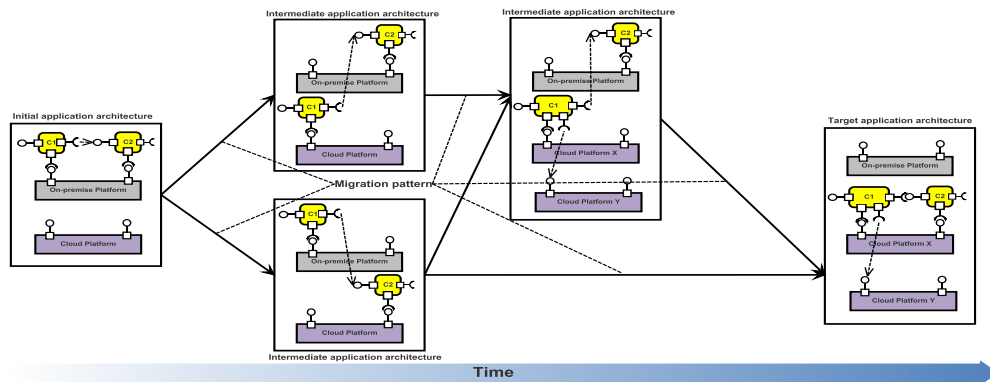 Initial application architecture
C1
C2
On-premise Platform
Cloud Platform
Intermediate application architecture
C2
On-premise Platform
C1
Cloud Platform
Migration pattern
C1
On-premise Platform
C2
Cloud Platform
Intermediate application architecture
Intermediate application architecture
C2
On-premise Platform
C1
Cloud Platform X
Cloud Platform Y
Target application architecture
On-premise Platform
C1
C2
Cloud Platform X
Cloud Platform Y
Time